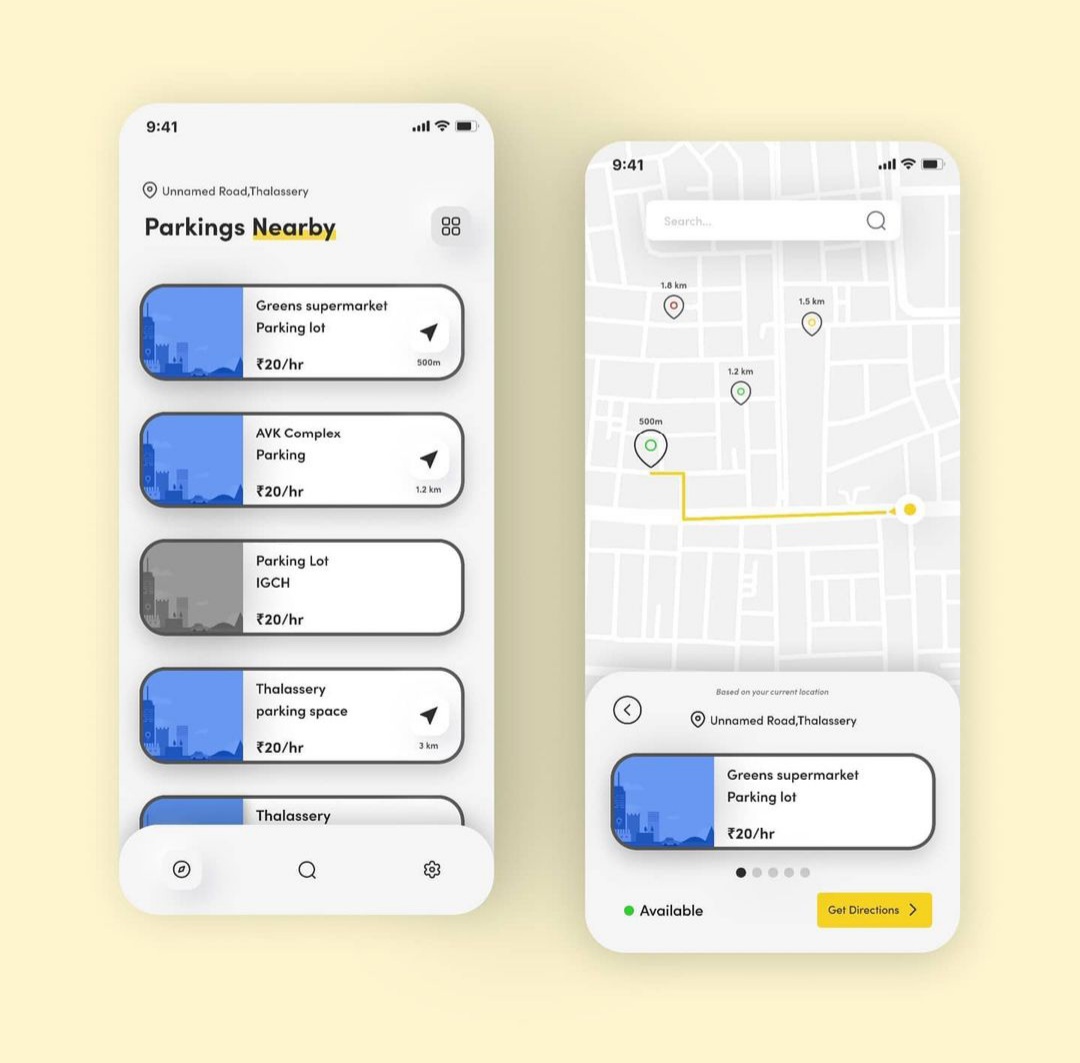 9:41
Unnamed Road,Thalassery
Parkings Nearby
Greens supermarket
Parking lot
₹20/hr
500m
AVK Complex
Parking
₹20/hr
1.2 km
Parking Lot
IGCH
₹20/hr
Thalassery
parking space
₹20/hr
3 km
Thalassery
9:41
Search...
1.8 km
1.5 km
1.2 km
500m
Based on your current location
Unnamed Road,Thalassery
Greens supermarket
Parking lot
₹20/hr
Available
Get Directions